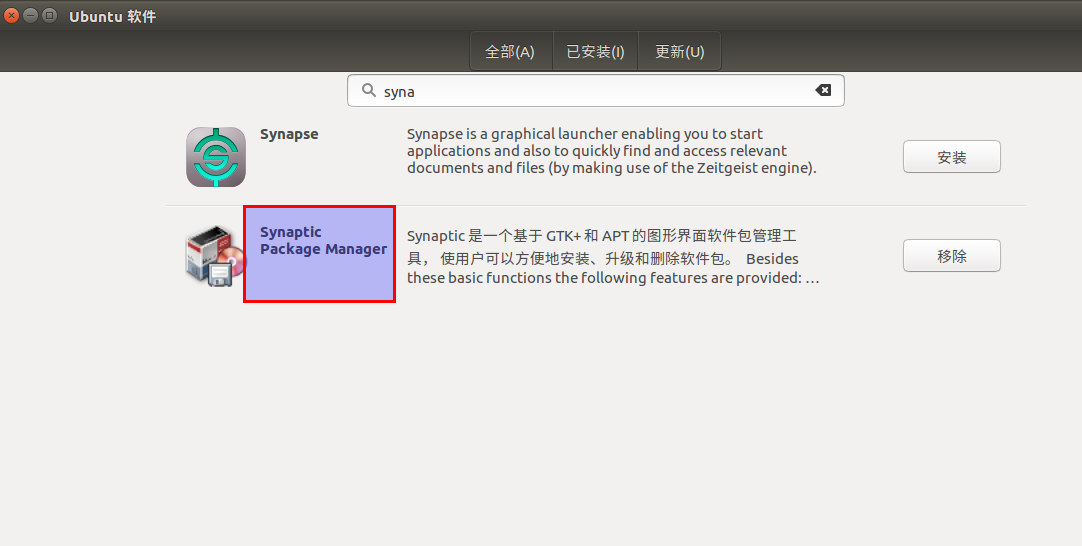 Ubuntu 软件
全部(A) 已安装(I) 更新(U)
syna
Synapse
Synapse is a graphical launcher enabling you to start
applications and also to quickly find and access relevant
documents and files (by making use of the Zeitgeist engine).
安装
Synaptic
Package Manager
Synaptic 是一个基于 GTK+ 和 APT 的图形界面软件包管理工
具， 使用户可以方便地安装、升级和删除软件包。 Besides
these basic functions the following features are provided: …
移除